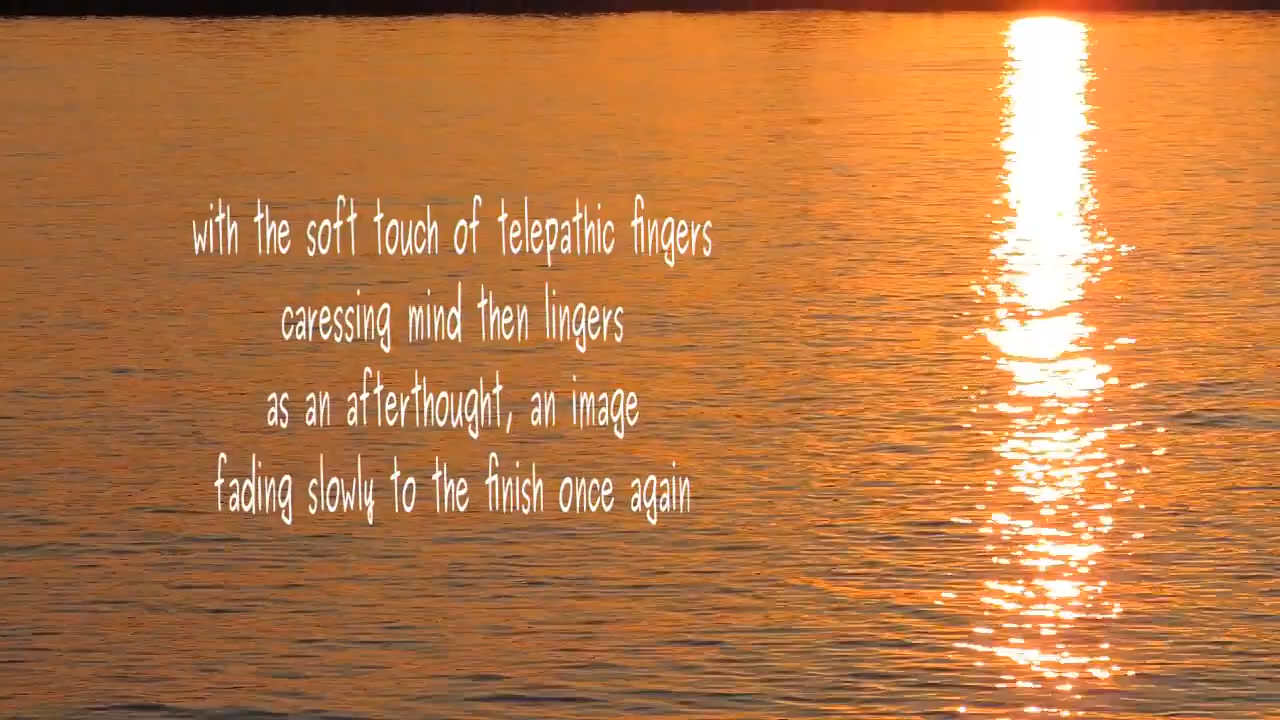 with the soft touch of telepathic fingers
caressing mind then lingers
as an afterthought, an image
fading slowly to the finish once again